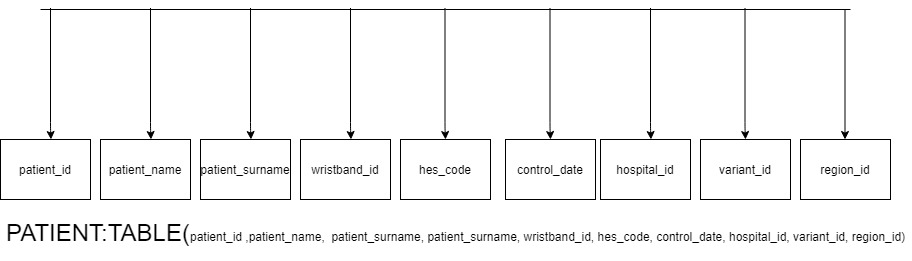 patient_id patient_name patient_surname wristband_id hes_code control_date hospital_id variant_id region_id
PATIENT:TABLE(patient_id ,patient_name, patient_surname, patient_surname, wristband_id, hes_code, control_date, hospital_id, variant_id, region_id)